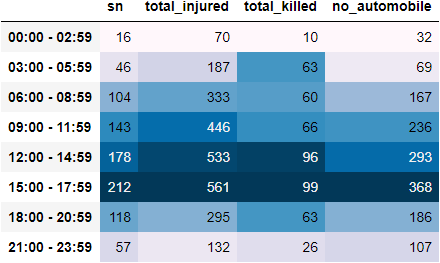 sn total_injured total_killed no_automobile
00:00 - 02:59 16 70 10 32
03:00 - 05:59 46 187 63 69
06:00 - 08:59 104 333 60 167
09:00 - 11:59 143 446 66 236
12:00 - 14:59 178 533 96 293
15:00 - 17:59 212 561 99 368
18:00 - 20:59 118 295 63 186
21:00 - 23:59 57 132 26 107